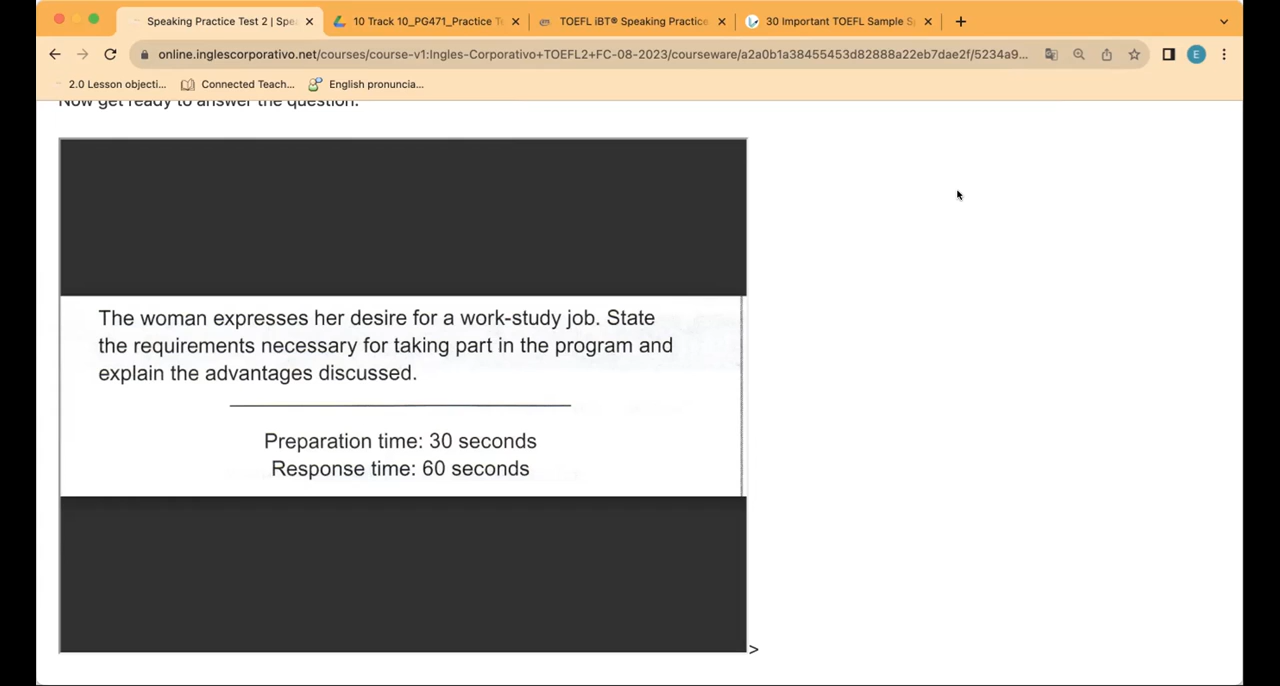 Speaking Practice Test 2 | Spea
10 Track 10_PG471_Practice Te
TOEFL iBT® Speaking Practice
30 Important TOEFL Sample Sp
online.inglescorporativo.net/courses/course-v1:Ingles-Corporativo+TOEFL2+FC-08-2023/courseware/a2a0b1a38455453d82888a22eb7dae2f/5234a9...
E
2.0 Lesson objecti...
Connected Teach...
English pronuncia...
Now get ready to answer the question.
The woman expresses her desire for a work-study job. State
the requirements necessary for taking part in the program and
explain the advantages discussed.
Preparation time: 30 seconds
Response time: 60 seconds
>